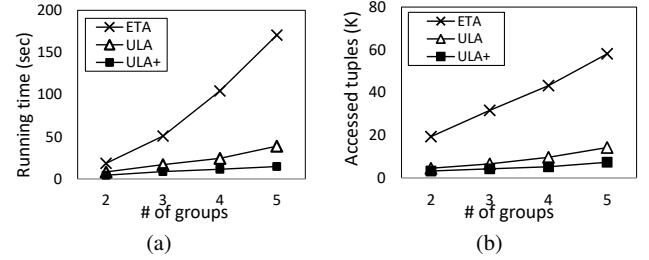 200
150
100
50
0
Running time (sec)
ETA
ULA
ULA+
2 3 4 5
# of groups
(a)
80
60
40
20
0
Accessed tuples (K)
ETA
ULA
ULA+
2 3 4 5
# of groups
(b)